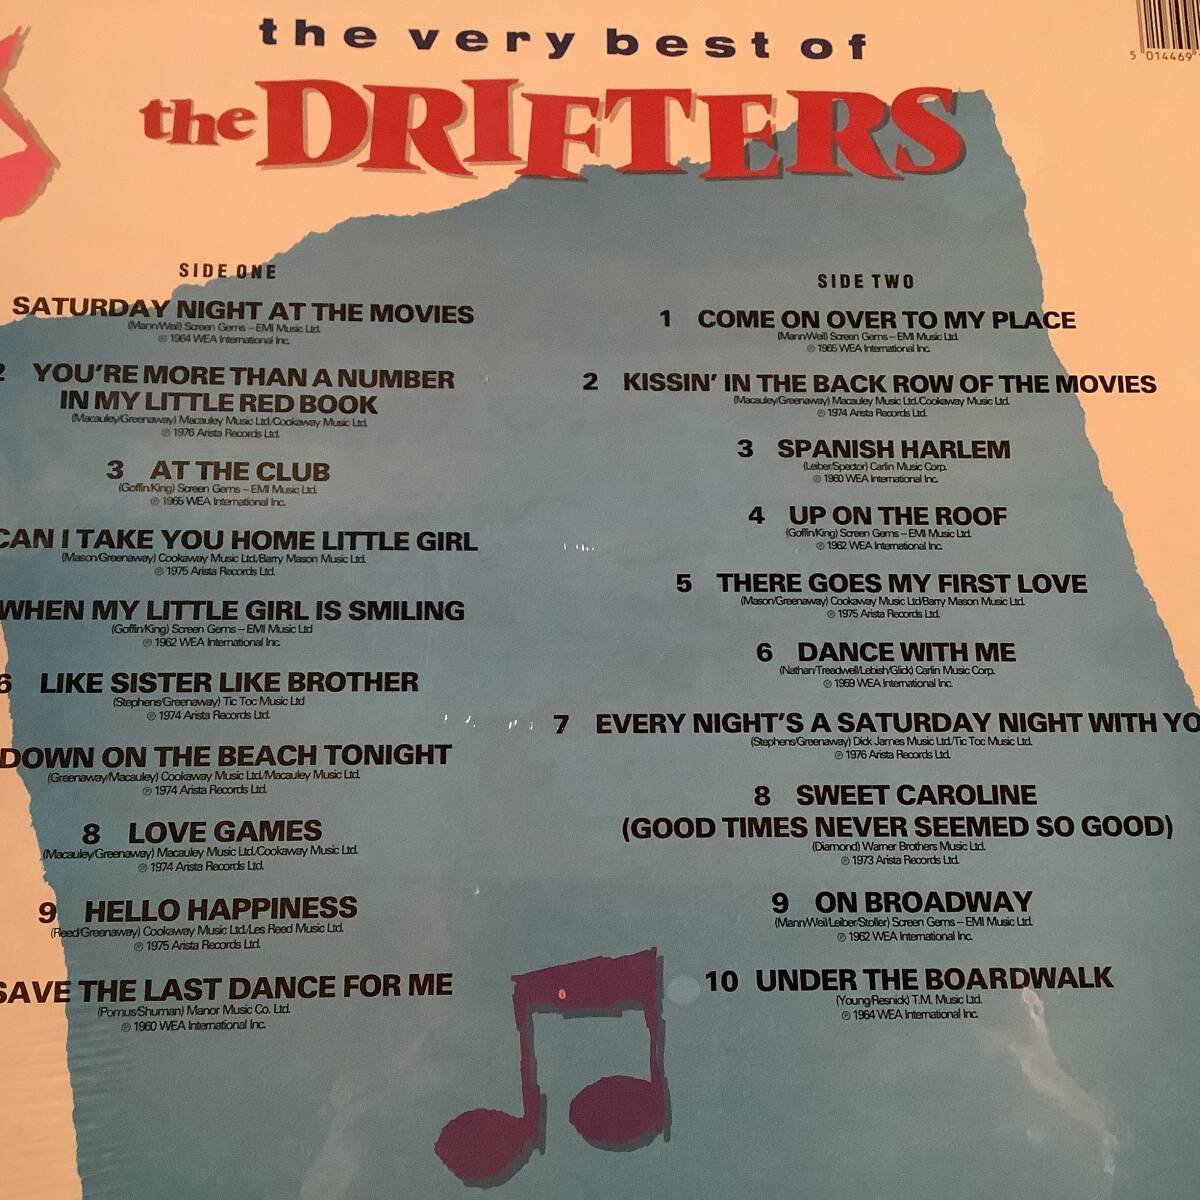 the very best of
the DRIFTERS
5 014469
SIDE ONE
SATURDAY NIGHT AT THE MOVIES
(Mann/Weil) Screen Gems – EMI Music Ltd.
℗ 1964 WEA International Inc.
2 YOU'RE MORE THAN A NUMBER
IN MY LITTLE RED BOOK
(Macauley/Greenaway) Macauley Music Ltd./Cookaway Music Ltd.
℗ 1976 Arista Records Ltd.
3 AT THE CLUB
(Goffin/King) Screen Gems – EMI Music Ltd.
℗ 1965 WEA International Inc.
CAN I TAKE YOU HOME LITTLE GIRL
(Mason/Greenaway) Cookaway Music Ltd/Barry Mason Music Ltd.
℗ 1975 Arista Records Ltd.
WHEN MY LITTLE GIRL IS SMILING
(Goffin/King) Screen Gems – EMI Music Ltd
℗ 1962 WEA International Inc.
6 LIKE SISTER LIKE BROTHER
(Stephens/Greenaway) Tic Toc Music Ltd
℗ 1974 Arista Records Ltd.
DOWN ON THE BEACH TONIGHT
(Greenaway/Macauley) Cookaway Music Ltd./Macauley Music Ltd.
℗ 1974 Arista Records Ltd.
8 LOVE GAMES
(Macauley/Greenaway) Macauley Music Ltd/Cookaway Music Ltd.
℗ 1974 Arista Records Ltd.
9 HELLO HAPPINESS
(Reed/Greenaway) Cookaway Music Ltd./Les Reed Music Ltd.
℗ 1975 Arista Records Ltd.
SAVE THE LAST DANCE FOR ME
(Pomus/Shuman) Manor Music Co. Ltd.
℗ 1960 WEA International Inc.
SIDE TWO
1 COME ON OVER TO MY PLACE
(Mann/Weil) Screen Gems – EMI Music Ltd.
℗ 1965 WEA International Inc.
2 KISSIN' IN THE BACK ROW OF THE MOVIES
(Macauley/Greenaway) Macauley Music Ltd./Cookaway Music Ltd.
℗ 1974 Arista Records Ltd.
3 SPANISH HARLEM
(Leiber/Spector) Carlin Music Corp.
℗ 1960 WEA International Inc.
4 UP ON THE ROOF
(Goffin/King) Screen Gems – EMI Music Ltd.
℗ 1962 WEA International Inc.
5 THERE GOES MY FIRST LOVE
(Mason/Greenaway) Cookaway Music Ltd/Barry Mason Music Ltd.
℗ 1975 Arista Records Ltd.
6 DANCE WITH ME
(Nathan/Treadwell/Lebish/Glick) Carlin Music Corp.
℗ 1959 WEA International Inc.
7 EVERY NIGHT'S A SATURDAY NIGHT WITH YO
(Stephens/Greenaway) Dick James Music Ltd/Tic Toc Music Ltd.
℗ 1976 Arista Records Ltd.
8 SWEET CAROLINE
(GOOD TIMES NEVER SEEMED SO GOOD)
(Diamond) Warner Brothers Music Ltd.
℗ 1973 Arista Records Ltd.
9 ON BROADWAY
(Mann/Weil/Leiber/Stoller) Screen Gems – EMI Music Ltd.
℗ 1962 WEA International Inc.
10 UNDER THE BOARDWALK
(Young/Resnick) T.M. Music Ltd.
℗ 1964 WEA International Inc.